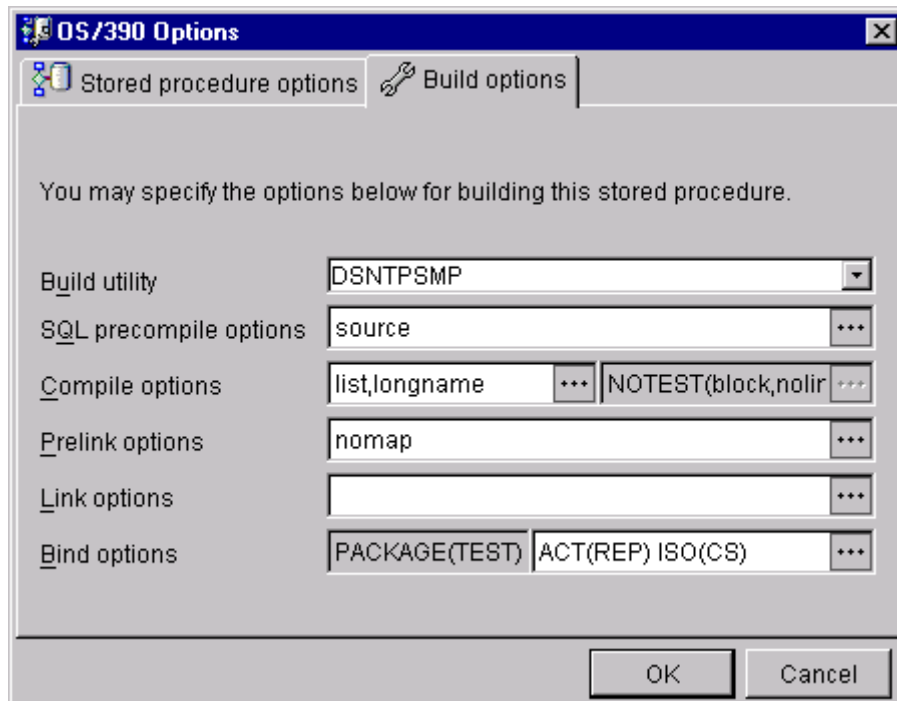 OS/390 Options
Stored procedure options Build options
You may specify the options below for building this stored procedure.
Build utility DSNTPSMP
SQL precompile options source
Compile options list,longname NOTEST(block,nolir
Prelink options nomap
Link options
Bind options PACKAGE(TEST) ACT(REP) ISO(CS)
OK Cancel